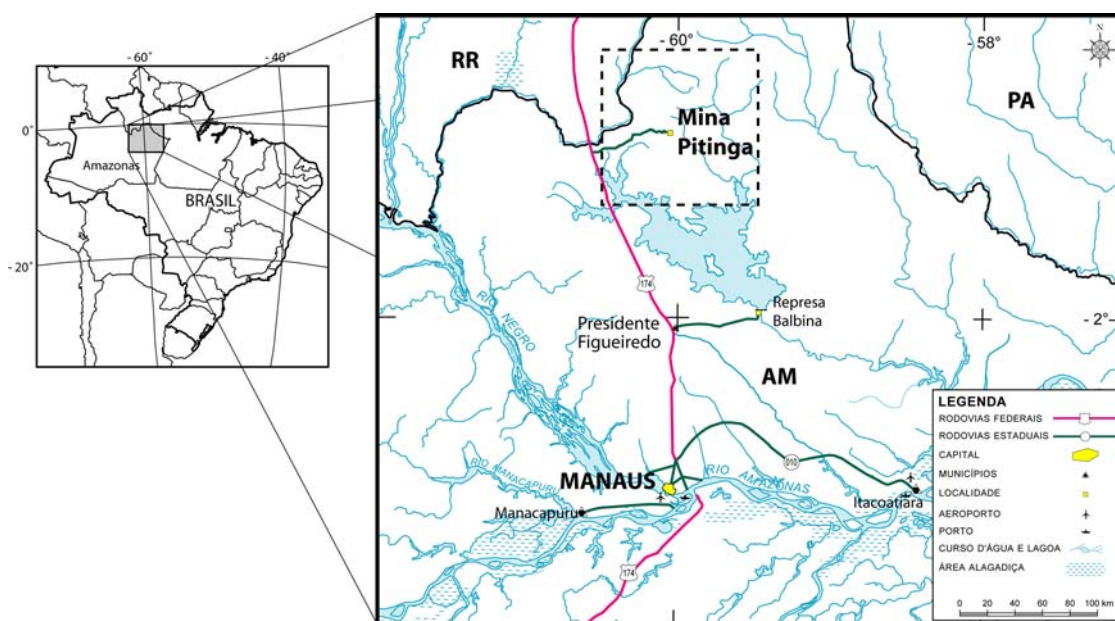 - 60°
- 40°
0°
Amazonas
BRASIL
- 20°
- 60°
- 58°
N
RR
PA
Mina
Pitinga
174
RIO NEGRO
Represa
Balbina
Presidente
Figueiredo
- 2°
AM
010
MANAUS
RIO AMAZONAS
RIO MANACAPURU
Manacapuru
Itacoatiara
174
LEGENDA
RODOVIAS FEDERAIS
RODOVIAS ESTADUAIS
CAPITAL
MUNICÍPIOS
LOCALIDADE
AEROPORTO
PORTO
CURSO D'ÁGUA E LAGOA
ÁREA ALAGADIÇA
0 20 40 60 80 100 km